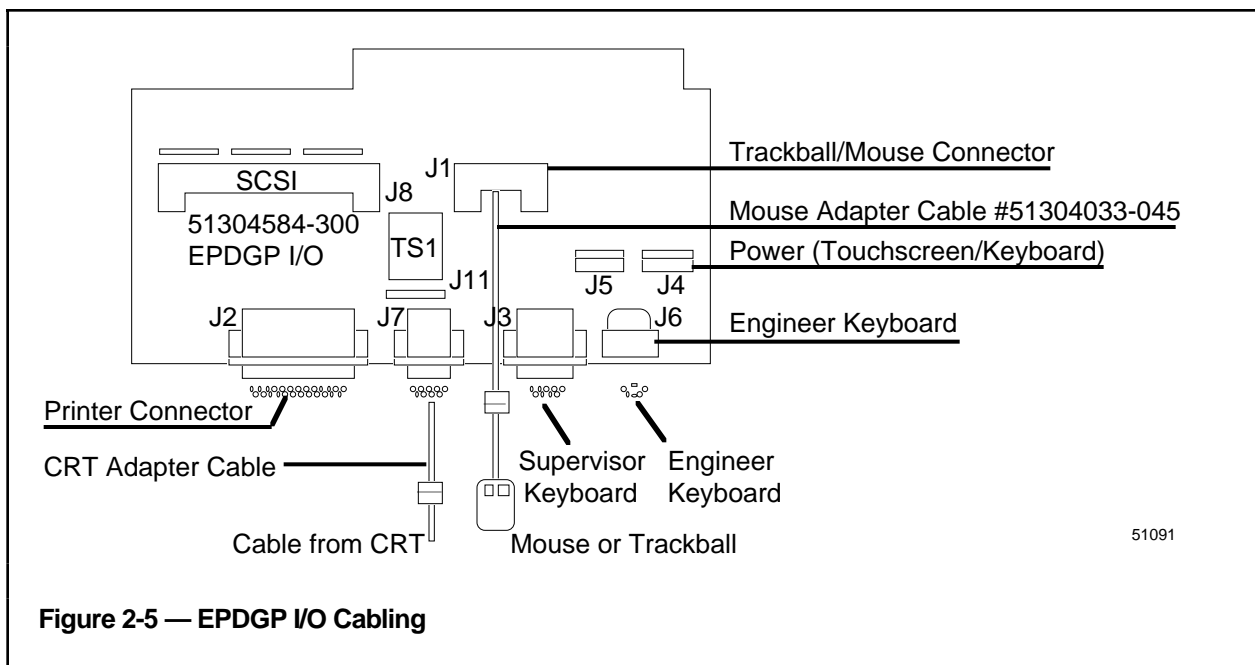 Trackball/Mouse Connector
J1
SCSI
J8
Mouse Adapter Cable #51304033-045
51304584-300
EPDGP I/O
TS1
Power (Touchscreen/Keyboard)
J11
J5
J4
J2
J7
J3
J6
Engineer Keyboard
Printer Connector
CRT Adapter Cable
Supervisor
Keyboard
Engineer
Keyboard
Cable from CRT
Mouse or Trackball
51091
Figure 2-5 — EPDGP I/O Cabling